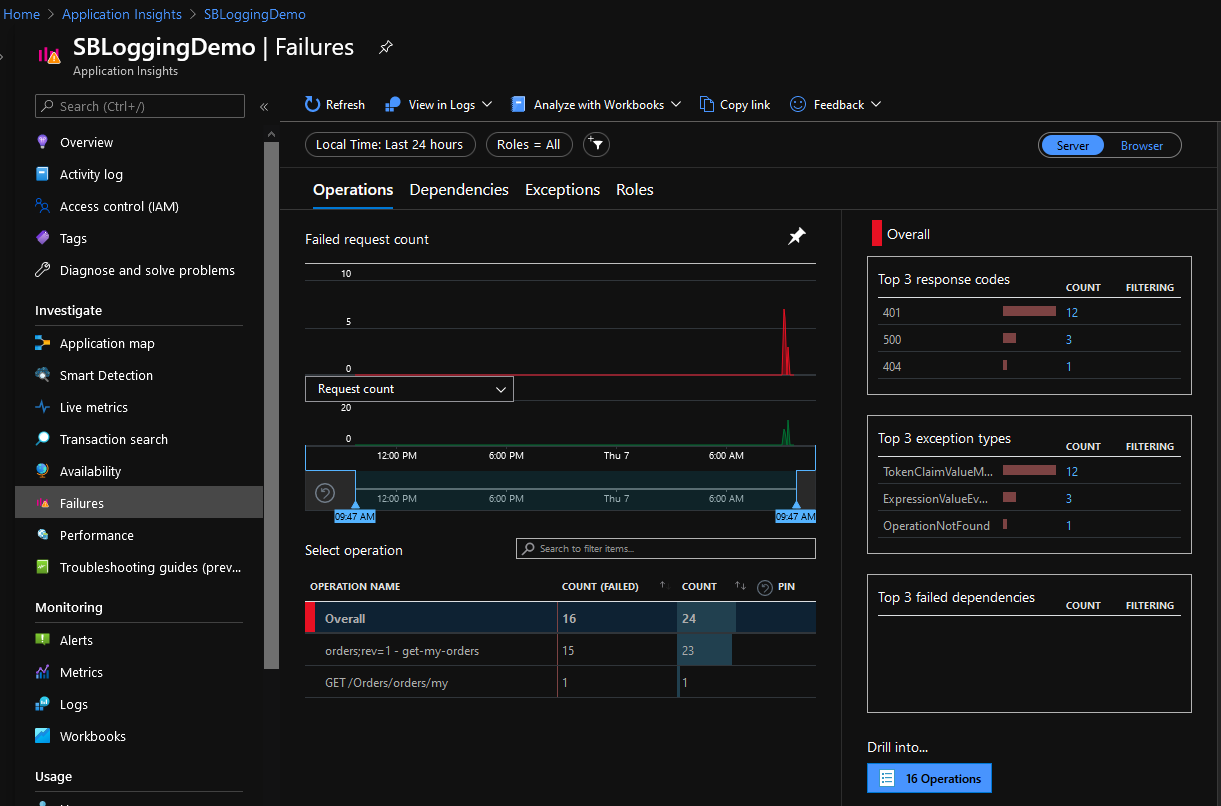 Home > Application Insights > SBLoggingDemo
SBLoggingDemo | Failures
Application Insights
Search (Ctrl+/)
«
Overview
Activity log
Access control (IAM)
Tags
Diagnose and solve problems
Investigate
Application map
Smart Detection
Live metrics
Transaction search
Availability
Failures
Performance
Troubleshooting guides (prev...
Monitoring
Alerts
Metrics
Logs
Workbooks
Usage
Refresh View in Logs Analyze with Workbooks Copy link Feedback
Local Time: Last 24 hours Roles = All
Server Browser
Operations Dependencies Exceptions Roles
Failed request count
10
5
0
Request count
20
0
12:00 PM 6:00 PM Thu 7 6:00 AM
12:00 PM 6:00 PM Thu 7 6:00 AM
09:47 AM 09:47 AM
Select operation
Search to filter items...
OPERATION NAME COUNT (FAILED) COUNT PIN
Overall 16 24
orders;rev=1 - get-my-orders 15 23
GET /Orders/orders/my 1 1
Overall
Top 3 response codes COUNT FILTERING
401 12
500 3
404 1
Top 3 exception types COUNT FILTERING
TokenClaimValueM... 12
ExpressionValueEv... 3
OperationNotFound 1
Top 3 failed dependencies COUNT FILTERING
Drill into...
16 Operations